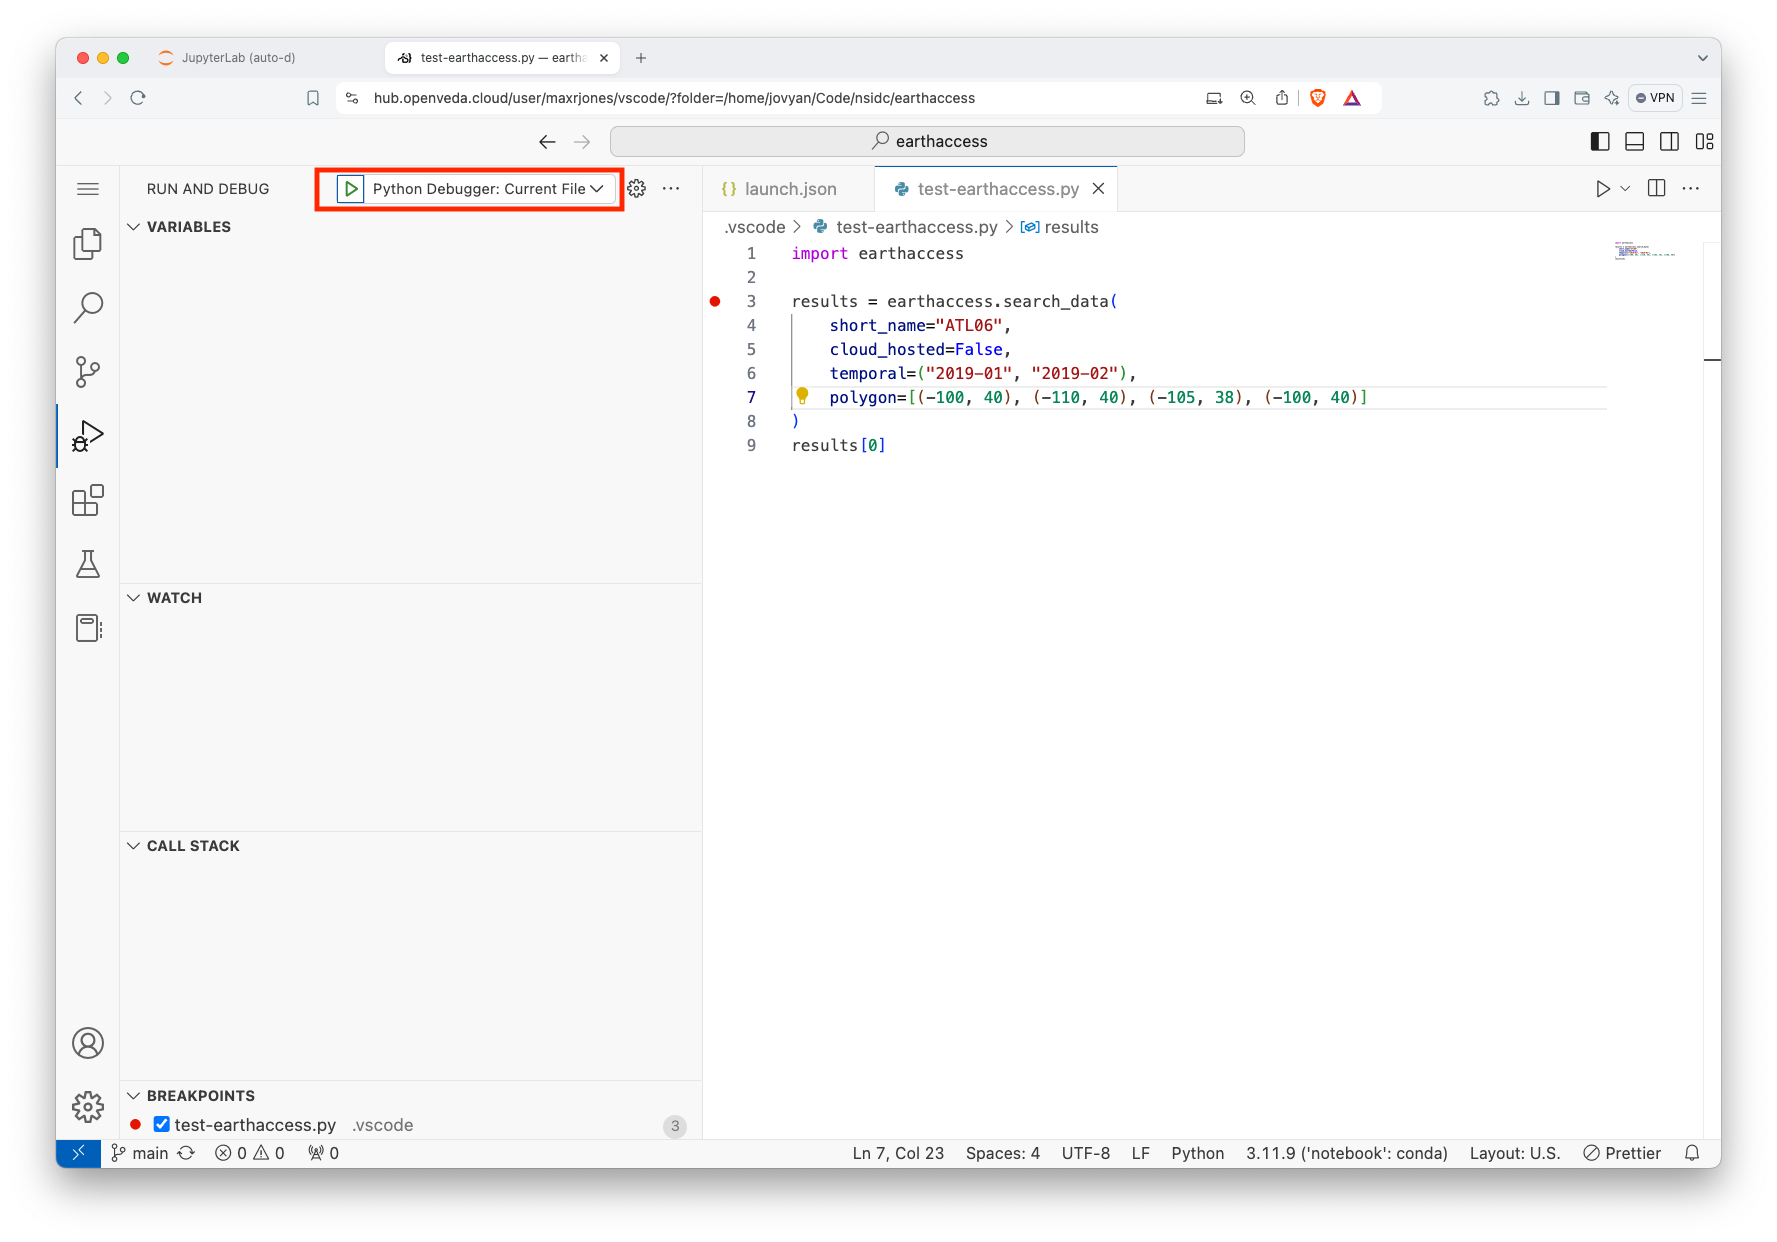 JupyterLab (auto-d)
test-earthaccess.py — eartha
hub.openveda.cloud/user/maxrjones/vscode/?folder=/home/jovyan/Code/nsidc/earthaccess
VPN
earthaccess
RUN AND DEBUG
Python Debugger: Current File
{} launch.json
test-earthaccess.py
VARIABLES
.vscode > test-earthaccess.py > results
1 import earthaccess
2
3 results = earthaccess.search_data(
4 short_name="ATL06",
5 cloud_hosted=False,
6 temporal=("2019-01", "2019-02"),
7 polygon=[(-100, 40), (-110, 40), (-105, 38), (-100, 40)]
8 )
9 results[0]
WATCH
CALL STACK
BREAKPOINTS
test-earthaccess.py .vscode 3
main 0 0 0
Ln 7, Col 23 Spaces: 4 UTF-8 LF Python 3.11.9 ('notebook': conda) Layout: U.S. Prettier